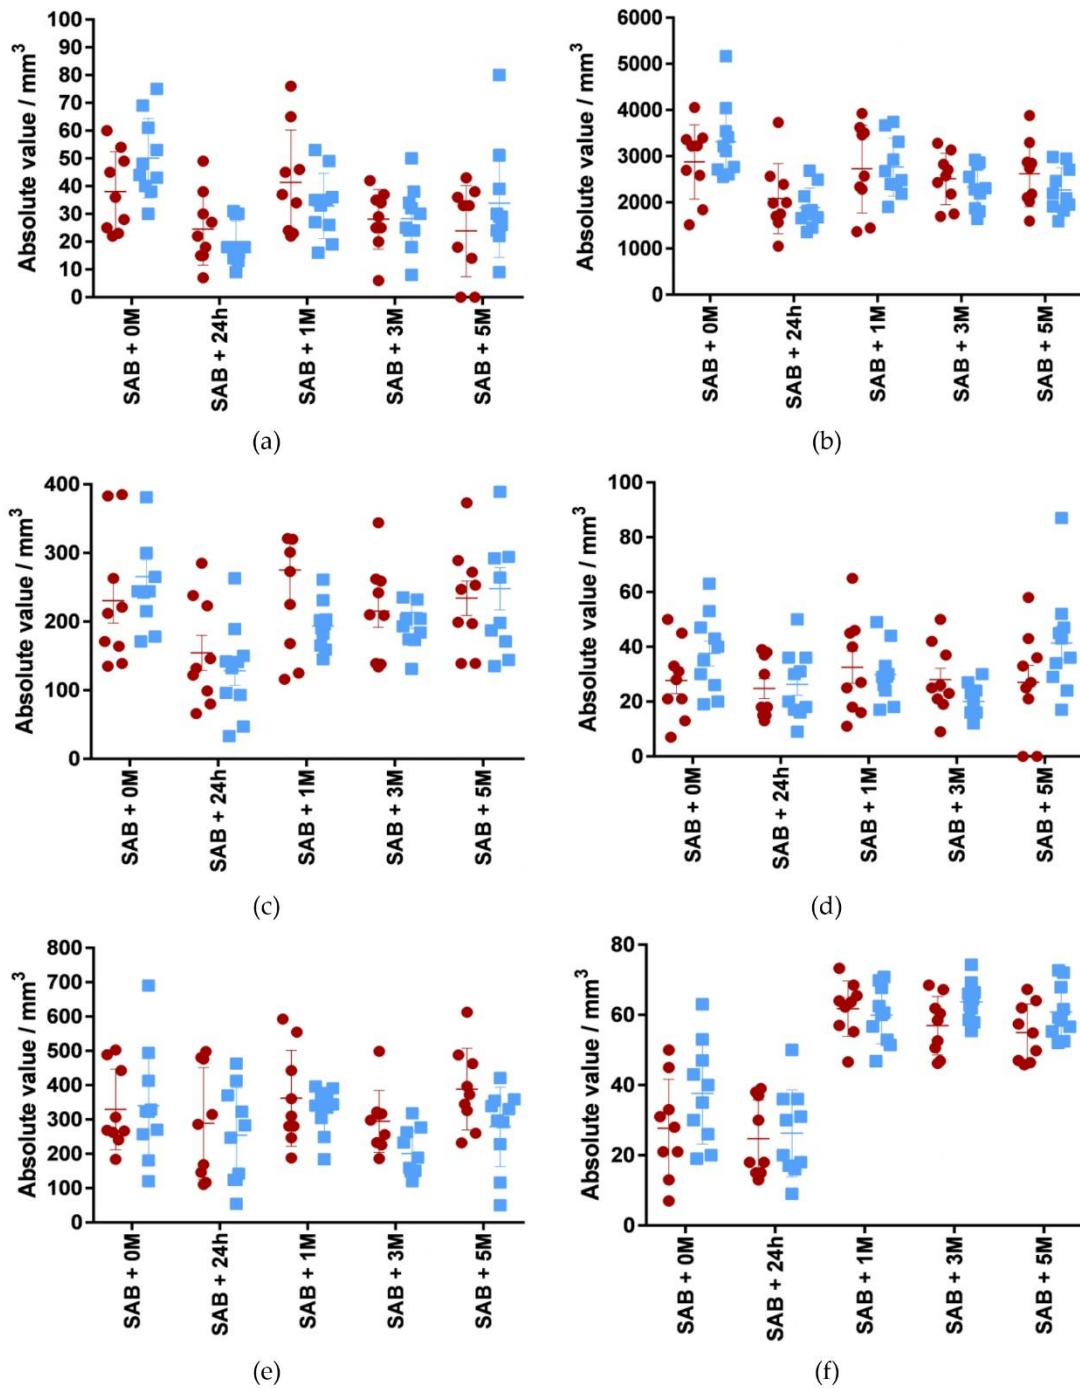 Absolute value / mm³
100
90
80
70
60
50
40
30
20
10
0
SAB + 0M
SAB + 24h
SAB + 1M
SAB + 3M
SAB + 5M
(a)
Absolute value / mm³
6000
5000
4000
3000
2000
1000
0
SAB + 0M
SAB + 24h
SAB + 1M
SAB + 3M
SAB + 5M
(b)
Absolute value / mm³
400
300
200
100
0
SAB + 0M
SAB + 24h
SAB + 1M
SAB + 3M
SAB + 5M
(c)
Absolute value / mm³
100
80
60
40
20
0
SAB + 0M
SAB + 24h
SAB + 1M
SAB + 3M
SAB + 5M
(d)
Absolute value / mm³
800
700
600
500
400
300
200
100
0
SAB + 0M
SAB + 24h
SAB + 1M
SAB + 3M
SAB + 5M
(e)
Absolute value / mm³
80
60
40
20
0
SAB + 0M
SAB + 24h
SAB + 1M
SAB + 3M
SAB + 5M
(f)